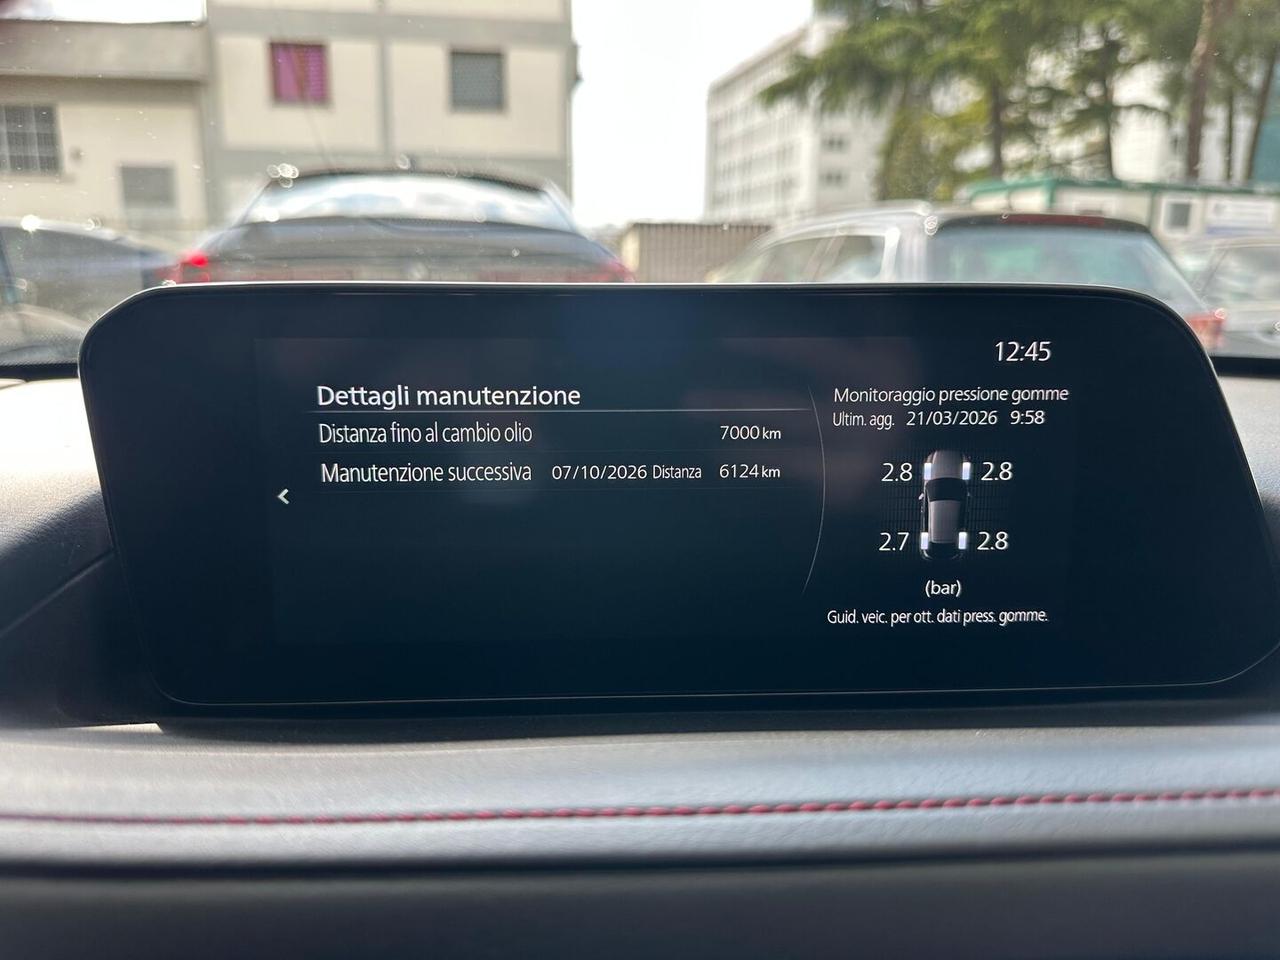 12:45
Dettagli manutenzione
Distanza fino al cambio olio 7000 km
Manutenzione successiva 07/10/2026 Distanza 6124 km
Monitoraggio pressione gomme
Ultim. agg. 21/03/2026 9:58
2.8 2.8
2.7 2.8
(bar)
Guid. veic. per ott. dati press. gomme.